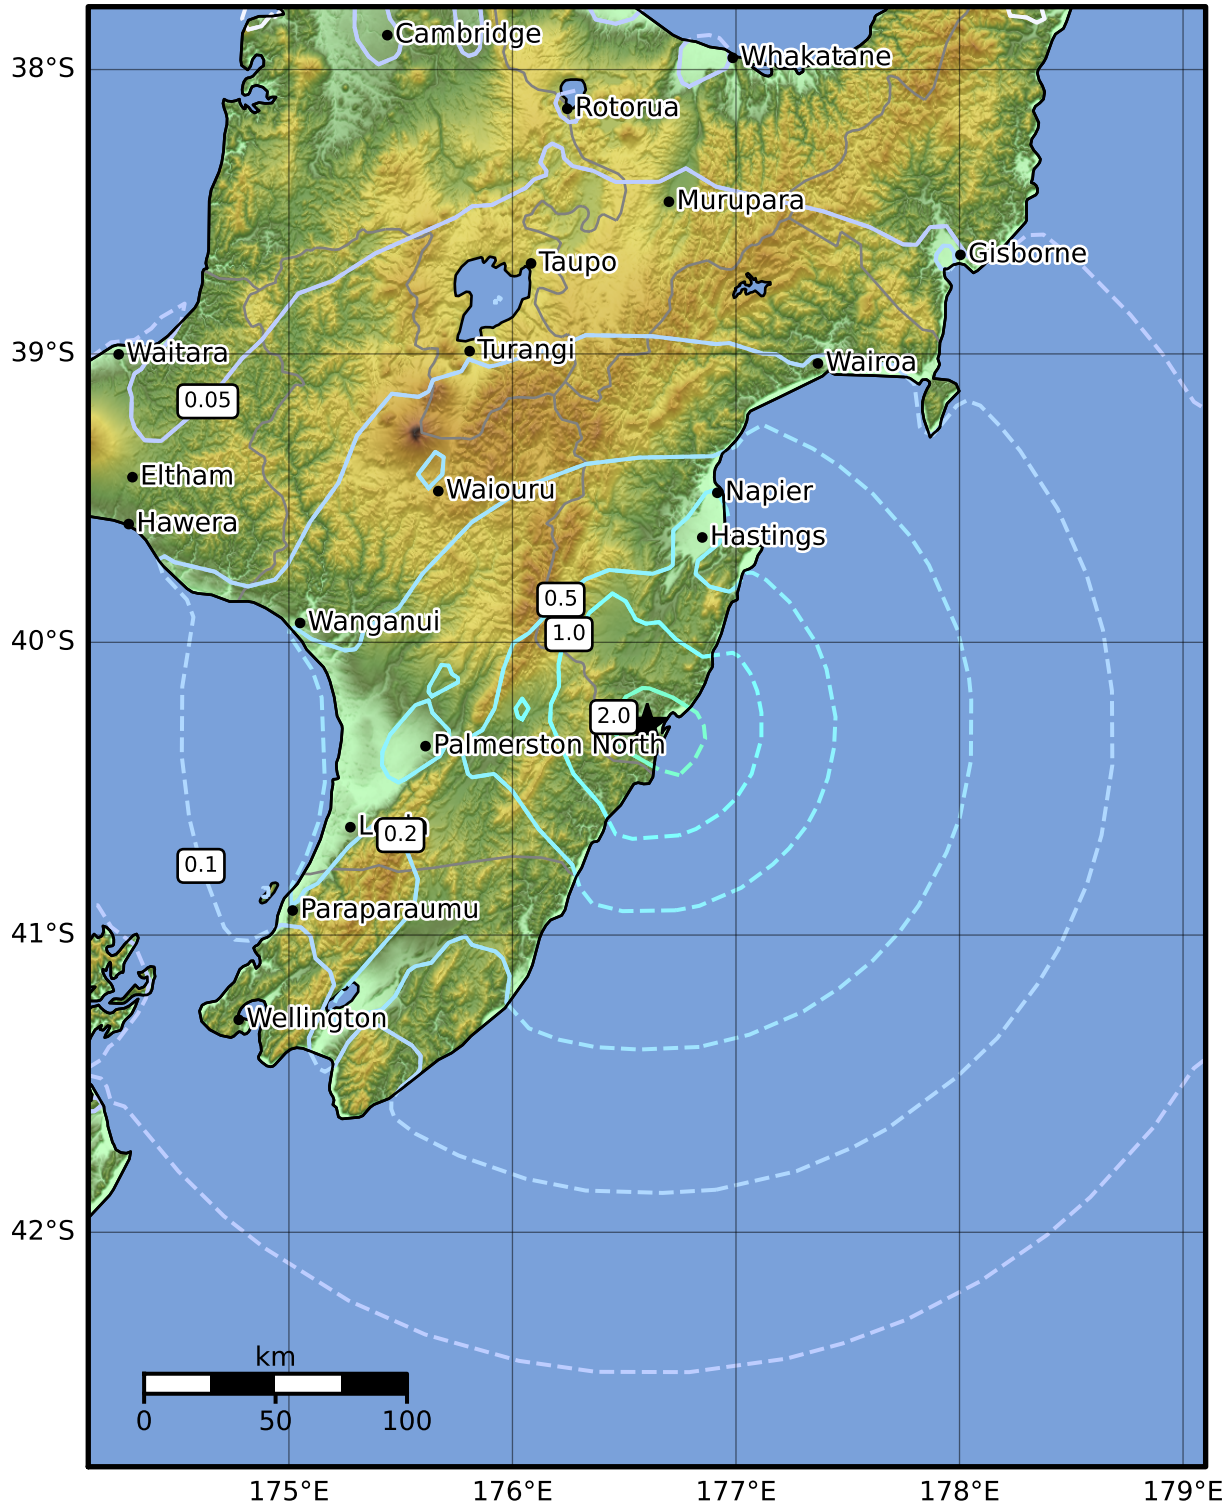 Cambridge
Whakatane
38°S
Rotorua
Murupara
Gisborne
Taupo
Waitara
Turangi
39°S
Wairoa
0.05
Eltham
Waiouru
Napier
Hawera
Hastings
0.5
Wanganui
1.0
40°S
2.0
Palmerston North
0.2
0.1
Paraparaumu
41°S
Wellington
42°S
km
0 50 100
175°E 176°E 177°E 178°E 179°E